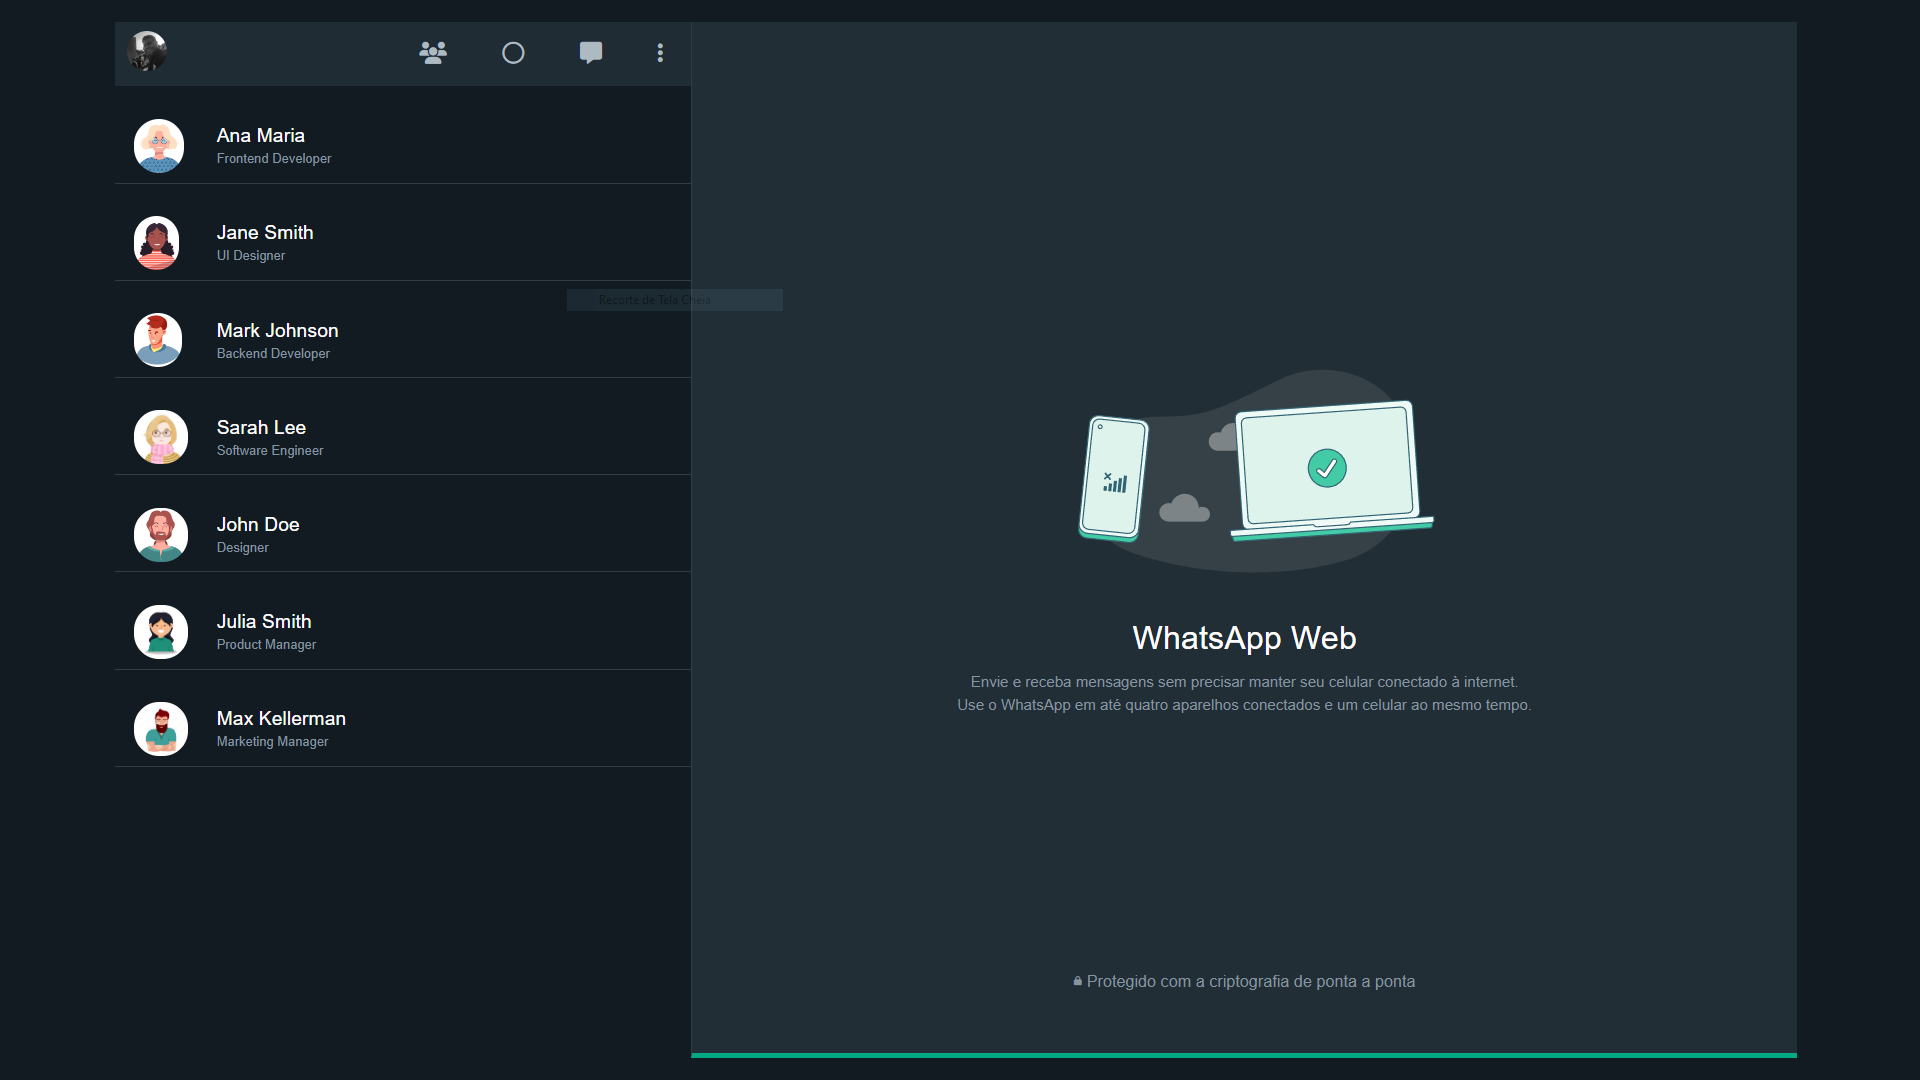 Ana Maria
Frontend Developer
Jane Smith
UI Designer
Recorte de Tela Cheia
Mark Johnson
Backend Developer
Sarah Lee
Software Engineer
John Doe
Designer
Julia Smith
Product Manager
Max Kellerman
Marketing Manager
WhatsApp Web
Envie e receba mensagens sem precisar manter seu celular conectado à internet.
Use o WhatsApp em até quatro aparelhos conectados e um celular ao mesmo tempo.
Protegido com a criptografia de ponta a ponta